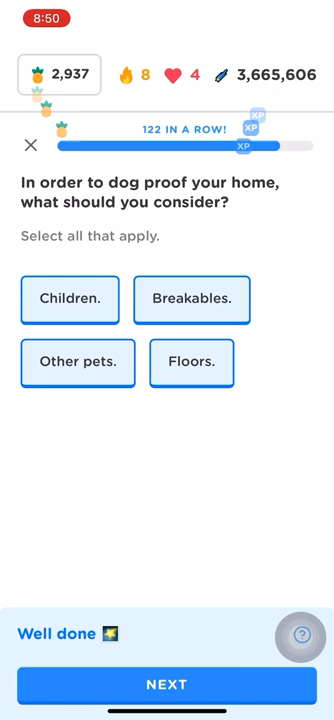 8:50
2,937 8 4 3,665,606
XP
XP
122 IN A ROW!
XP
In order to dog proof your home,
what should you consider?
Select all that apply.
Children. Breakables.
Other pets. Floors.
Well done
?
NEXT